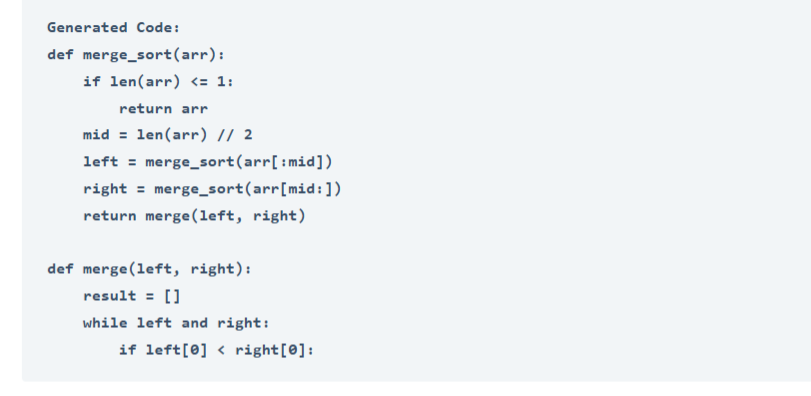 Generated Code:
def merge_sort(arr):
    if len(arr) <= 1:
        return arr
    mid = len(arr) // 2
    left = merge_sort(arr[:mid])
    right = merge_sort(arr[mid:])
    return merge(left, right)

def merge(left, right):
    result = []
    while left and right:
        if left[0] < right[0]: